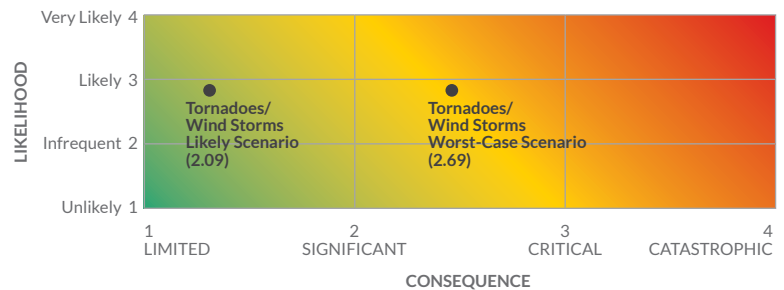 Very Likely 4
Likely 3
Infrequent 2
Unlikely 1
LIKELIHOOD
Tornadoes/
Wind Storms
Likely Scenario
(2.09)
Tornadoes/
Wind Storms
Worst-Case Scenario
(2.69)
1 2 3 4
LIMITED SIGNIFICANT CRITICAL CATASTROPHIC
CONSEQUENCE